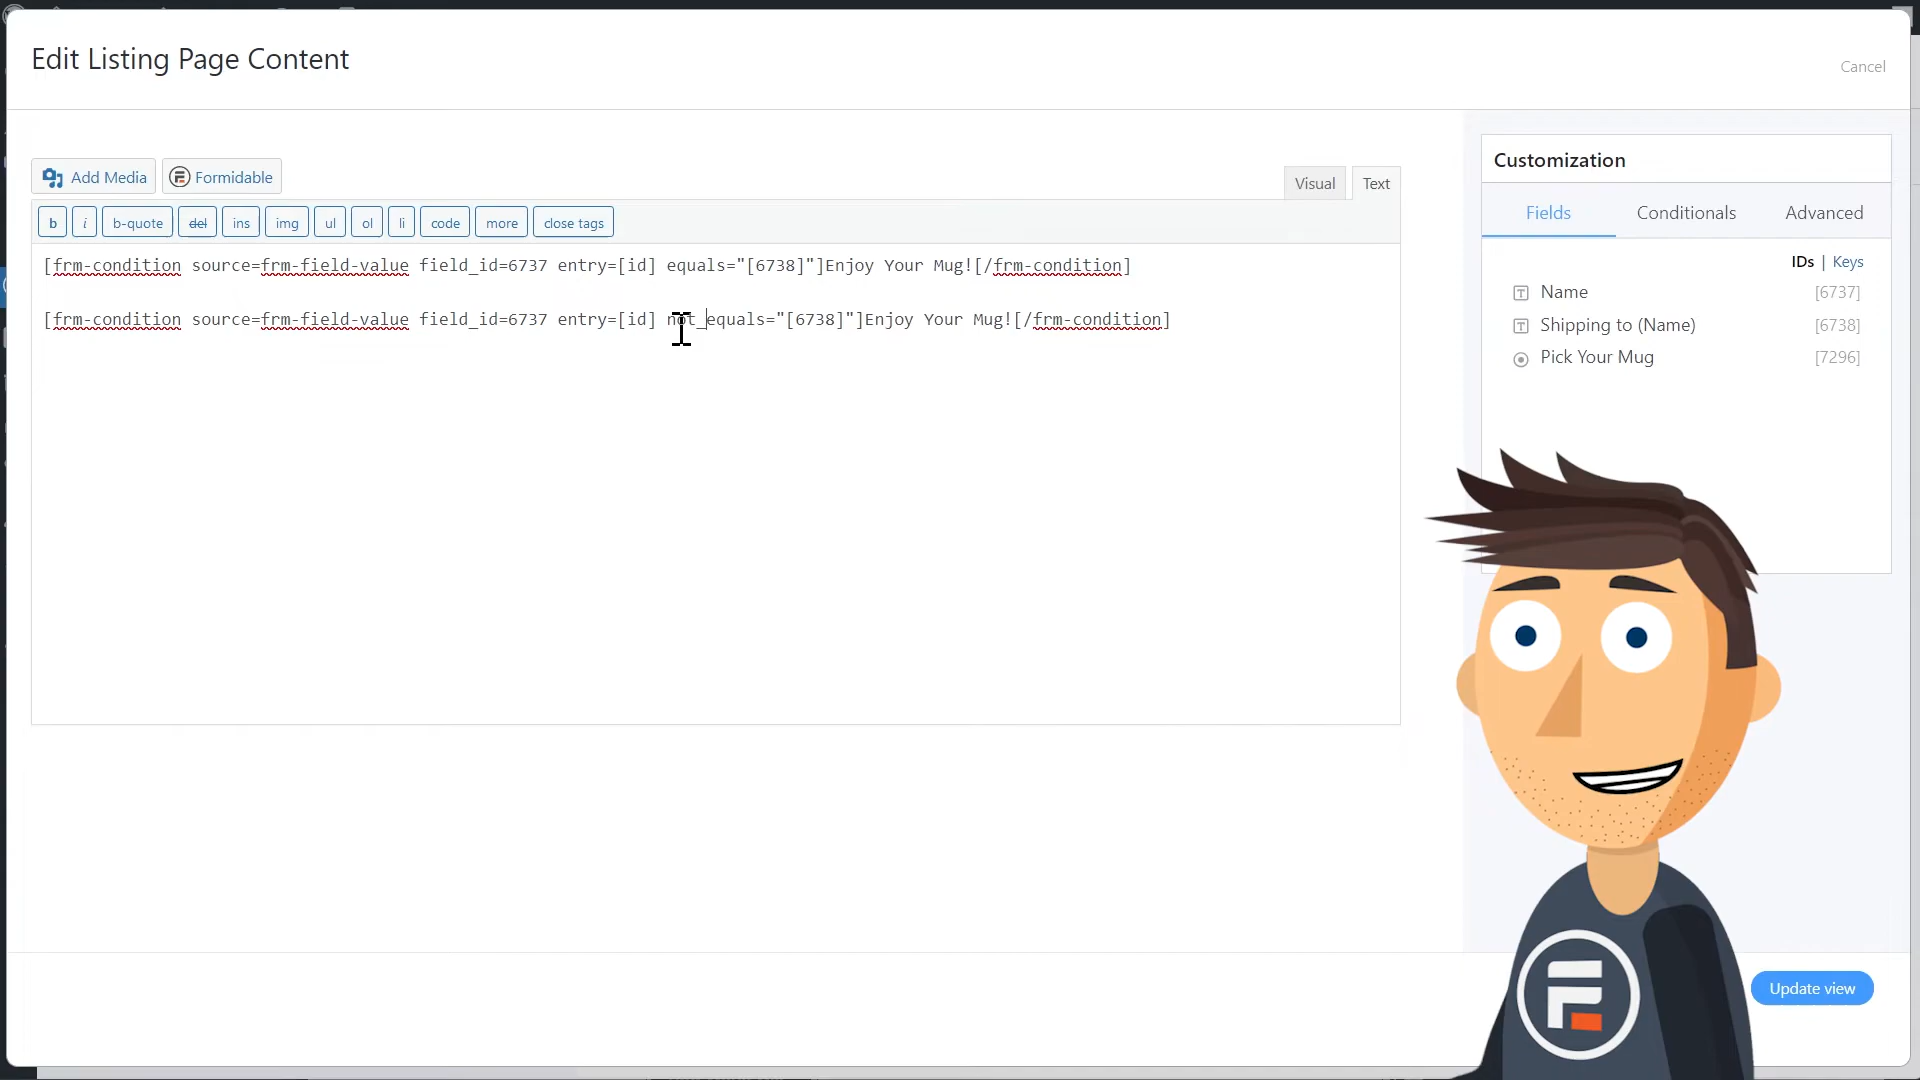 Edit Listing Page Content
Cancel
Add Media
Formidable
Visual
Text
b
i
b-quote
del
ins
img
ul
ol
li
code
more
close tags
[frm-condition source=frm-field-value field_id=6737 entry=[id] equals="[6738]"]Enjoy Your Mug![/frm-condition]
[frm-condition source=frm-field-value field_id=6737 entry=[id] not_equals="[6738]"]Enjoy Your Mug![/frm-condition]
Customization
Fields
Conditionals
Advanced
IDs | Keys
Name [6737]
Shipping to (Name) [6738]
Pick Your Mug [7296]
Update view